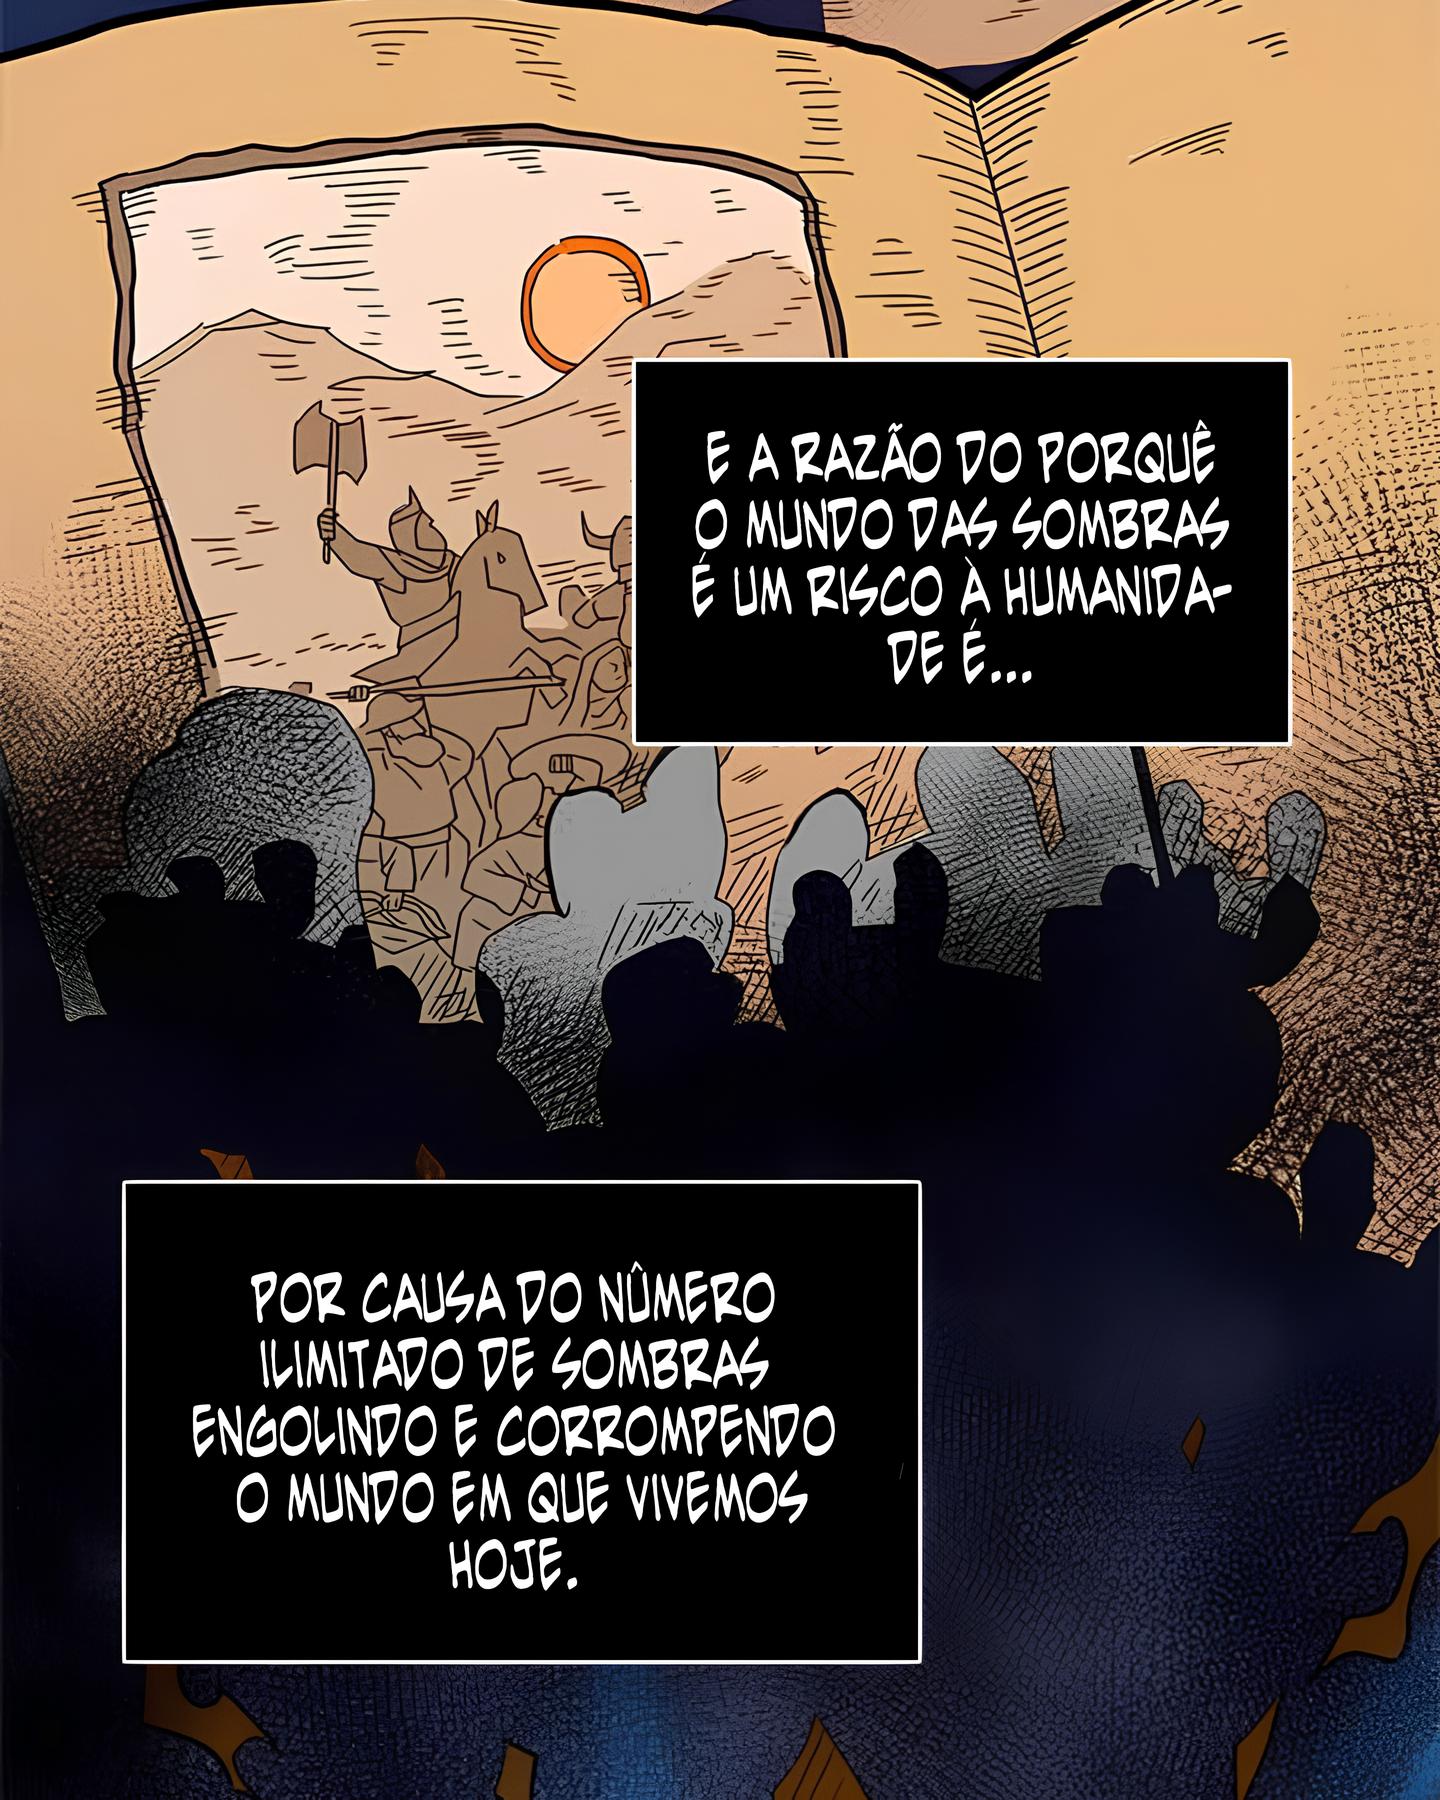 E A RAZÃO DO PORQUÊ
O MUNDO DAS SOMBRAS
É UM RISCO À HUMANIDA-
DE É...
POR CAUSA DO NÛMERO
ILIMITADO DE SOMBRAS
ENGOLINDO E CORROMPENDO
O MUNDO EM QUE VIVEMOS
HOJE.